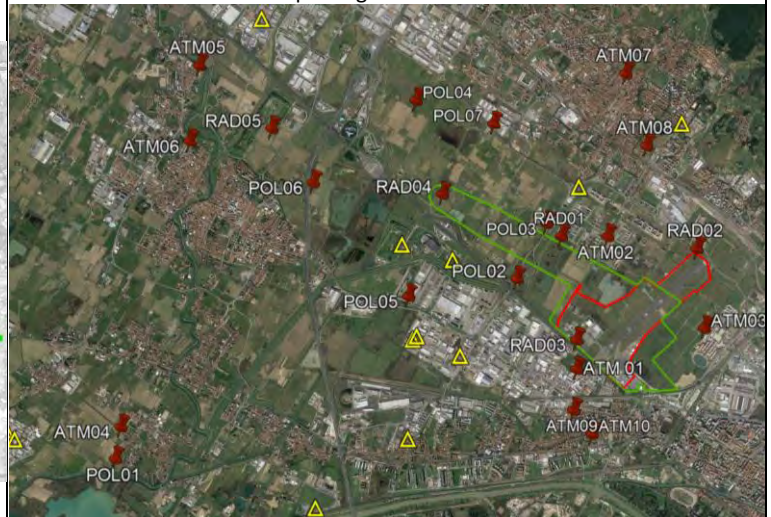 ATM05
ATM07
POL04
RAD05
POL07
ATM08
ATM06
POL06
RAD04
RAD01
POL03
ATM02
RAD02
POL02
POL05
ATM03
RAD03
ATM 01
ATM04
ATM09
ATM10
POL01